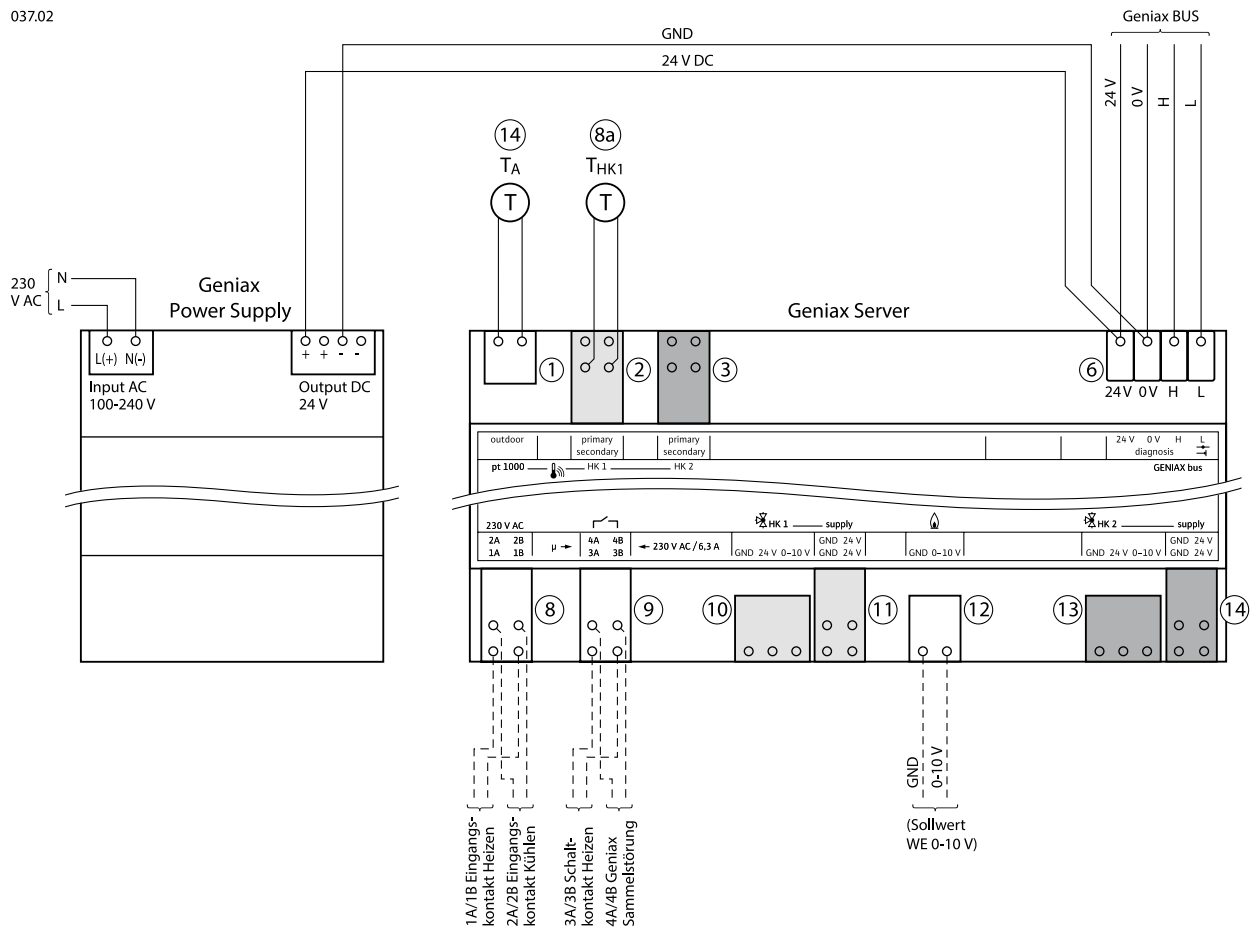 037.02
Geniax BUS
GND
24 V DC
24 V
0 V
H
L
14
TA
T
8a
THK1
T
230
V AC
N
L
Geniax
Power Supply
Geniax Server
L(+) N(-)
+ + - -
Input AC
100-240 V
Output DC
24 V
1
2
3
6
24 V 0 V H L
outdoor
primary
secondary
primary
secondary
24 V 0 V H L
diagnosis
pt 1000
HK 1
HK 2
GENIAX bus
230 V AC
HK 1
supply
HK 2
supply
2A 2B
1A 1B
µ
4A 4B
3A 3B
230 V AC / 6,3 A
GND 24 V 0–10 V
GND 24 V
GND 24 V
GND 0–10 V
GND 24 V 0–10 V
GND 24 V
GND 24 V
8
9
10
11
12
13
14
1A/1B Eingangs-
kontakt Heizen
2A/2B Eingangs-
kontakt Kühlen
3A/3B Schalt-
kontakt Heizen
4A/4B Geniax
Sammelstörung
GND
0-10 V
(Sollwert
WE 0-10 V)